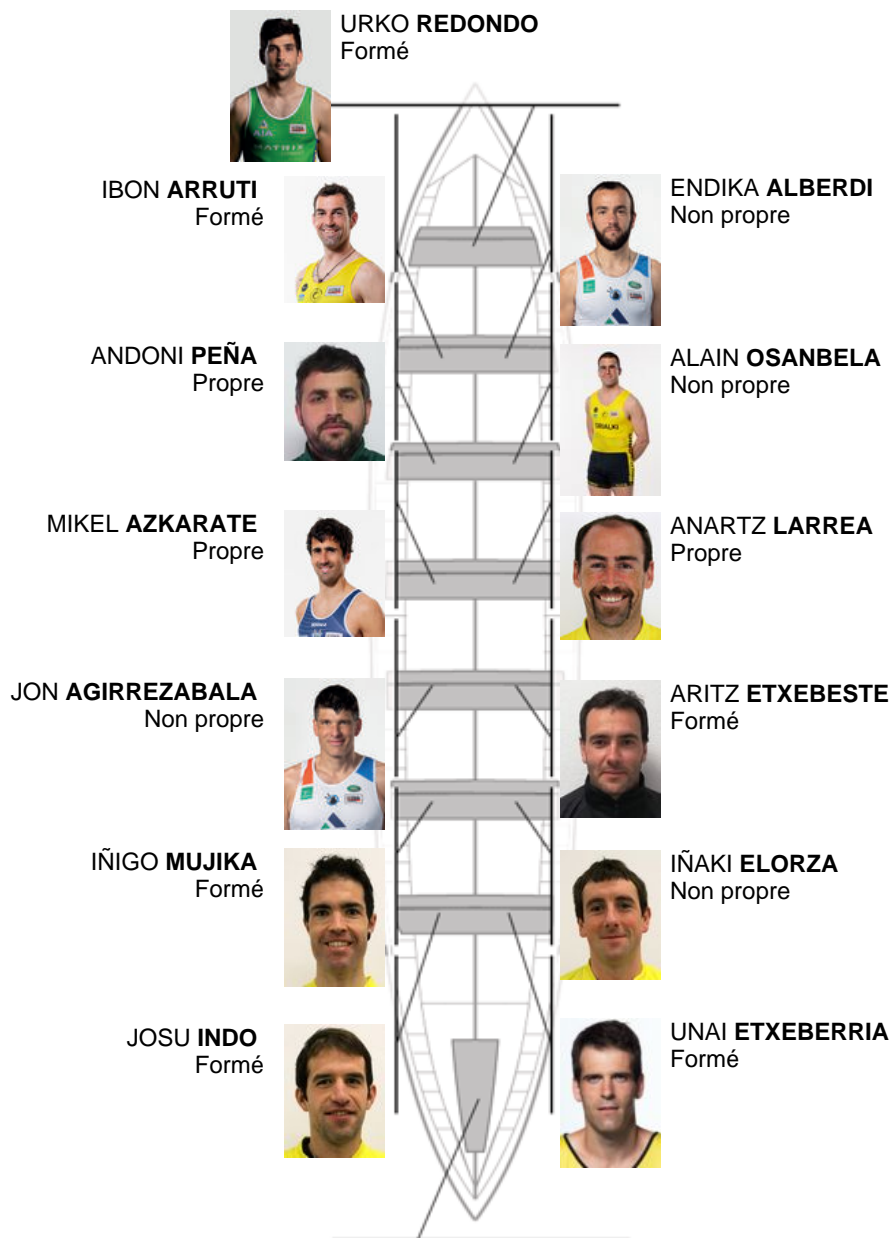 URKO REDONDO
Formé
IBON ARRUTI
Formé
ENDIKA ALBERDI
Non propre
ANDONI PEÑA
Propre
ALAIN OSANBELA
Non propre
MIKEL AZKARATE
Propre
ANARTZ LARREA
Propre
JON AGIRREZABALA
Non propre
ARITZ ETXEBESTE
Formé
IÑIGO MUJIKA
Formé
IÑAKI ELORZA
Non propre
JOSU INDO
Formé
UNAI ETXEBERRIA
Formé
MATRIX